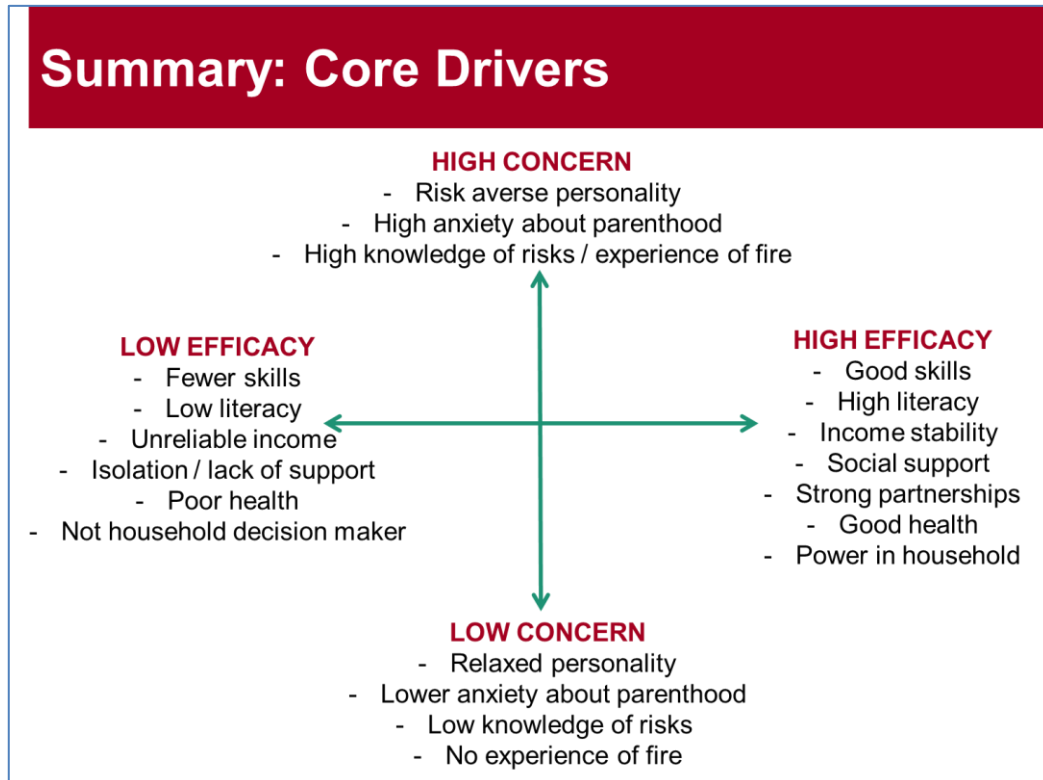 Summary: Core Drivers
HIGH CONCERN
- Risk averse personality
- High anxiety about parenthood
- High knowledge of risks / experience of fire
LOW EFFICACY
- Fewer skills
- Low literacy
- Unreliable income
- Isolation / lack of support
- Poor health
- Not household decision maker
HIGH EFFICACY
- Good skills
- High literacy
- Income stability
- Social support
- Strong partnerships
- Good health
- Power in household
LOW CONCERN
- Relaxed personality
- Lower anxiety about parenthood
- Low knowledge of risks
- No experience of fire